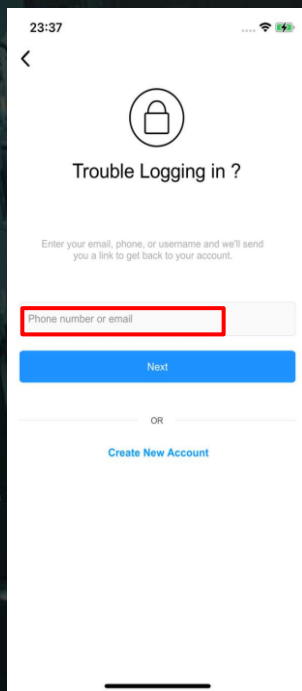 23:37
Trouble Logging in ?
Enter your email, phone, or username and we'll send
you a link to get back to your account.
Phone number or email
Next
OR
Create New Account